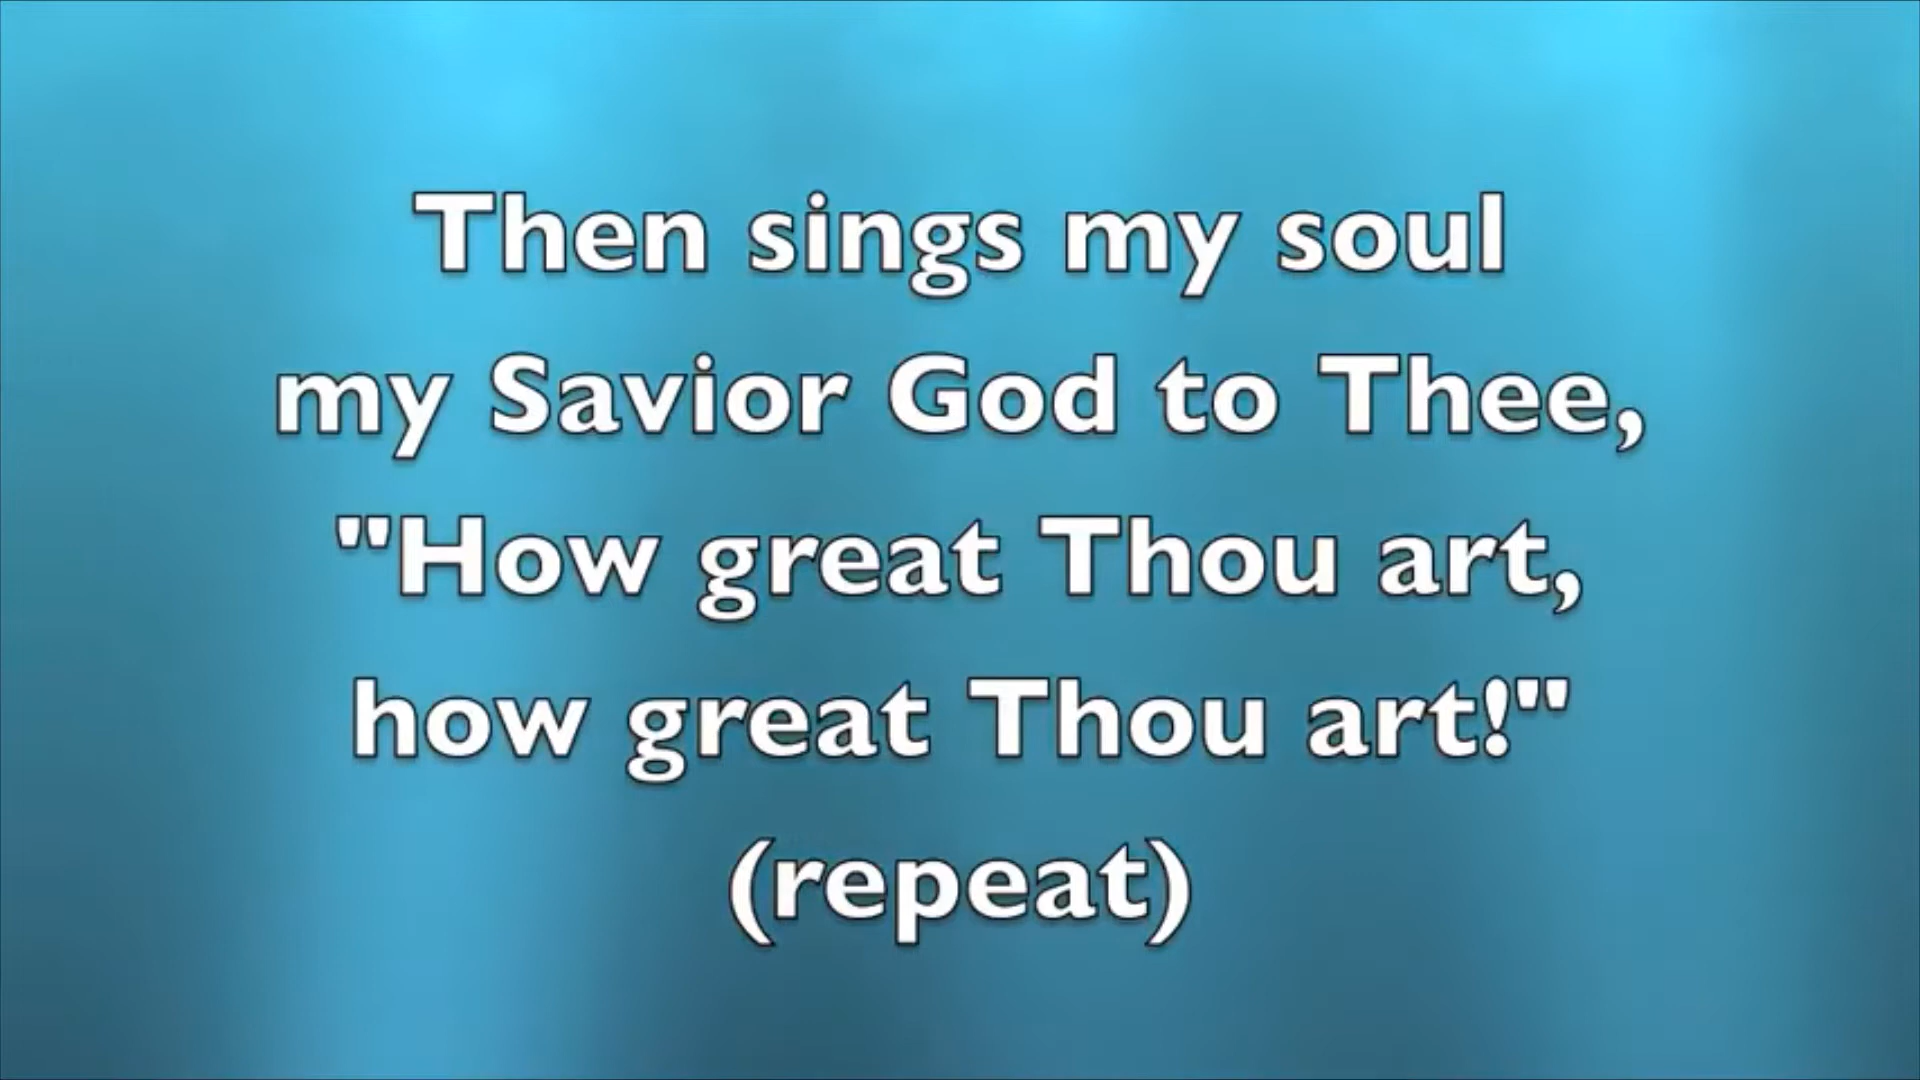 Then sings my soul
my Savior God to Thee,
"How great Thou art,
how great Thou art!"
(repeat)